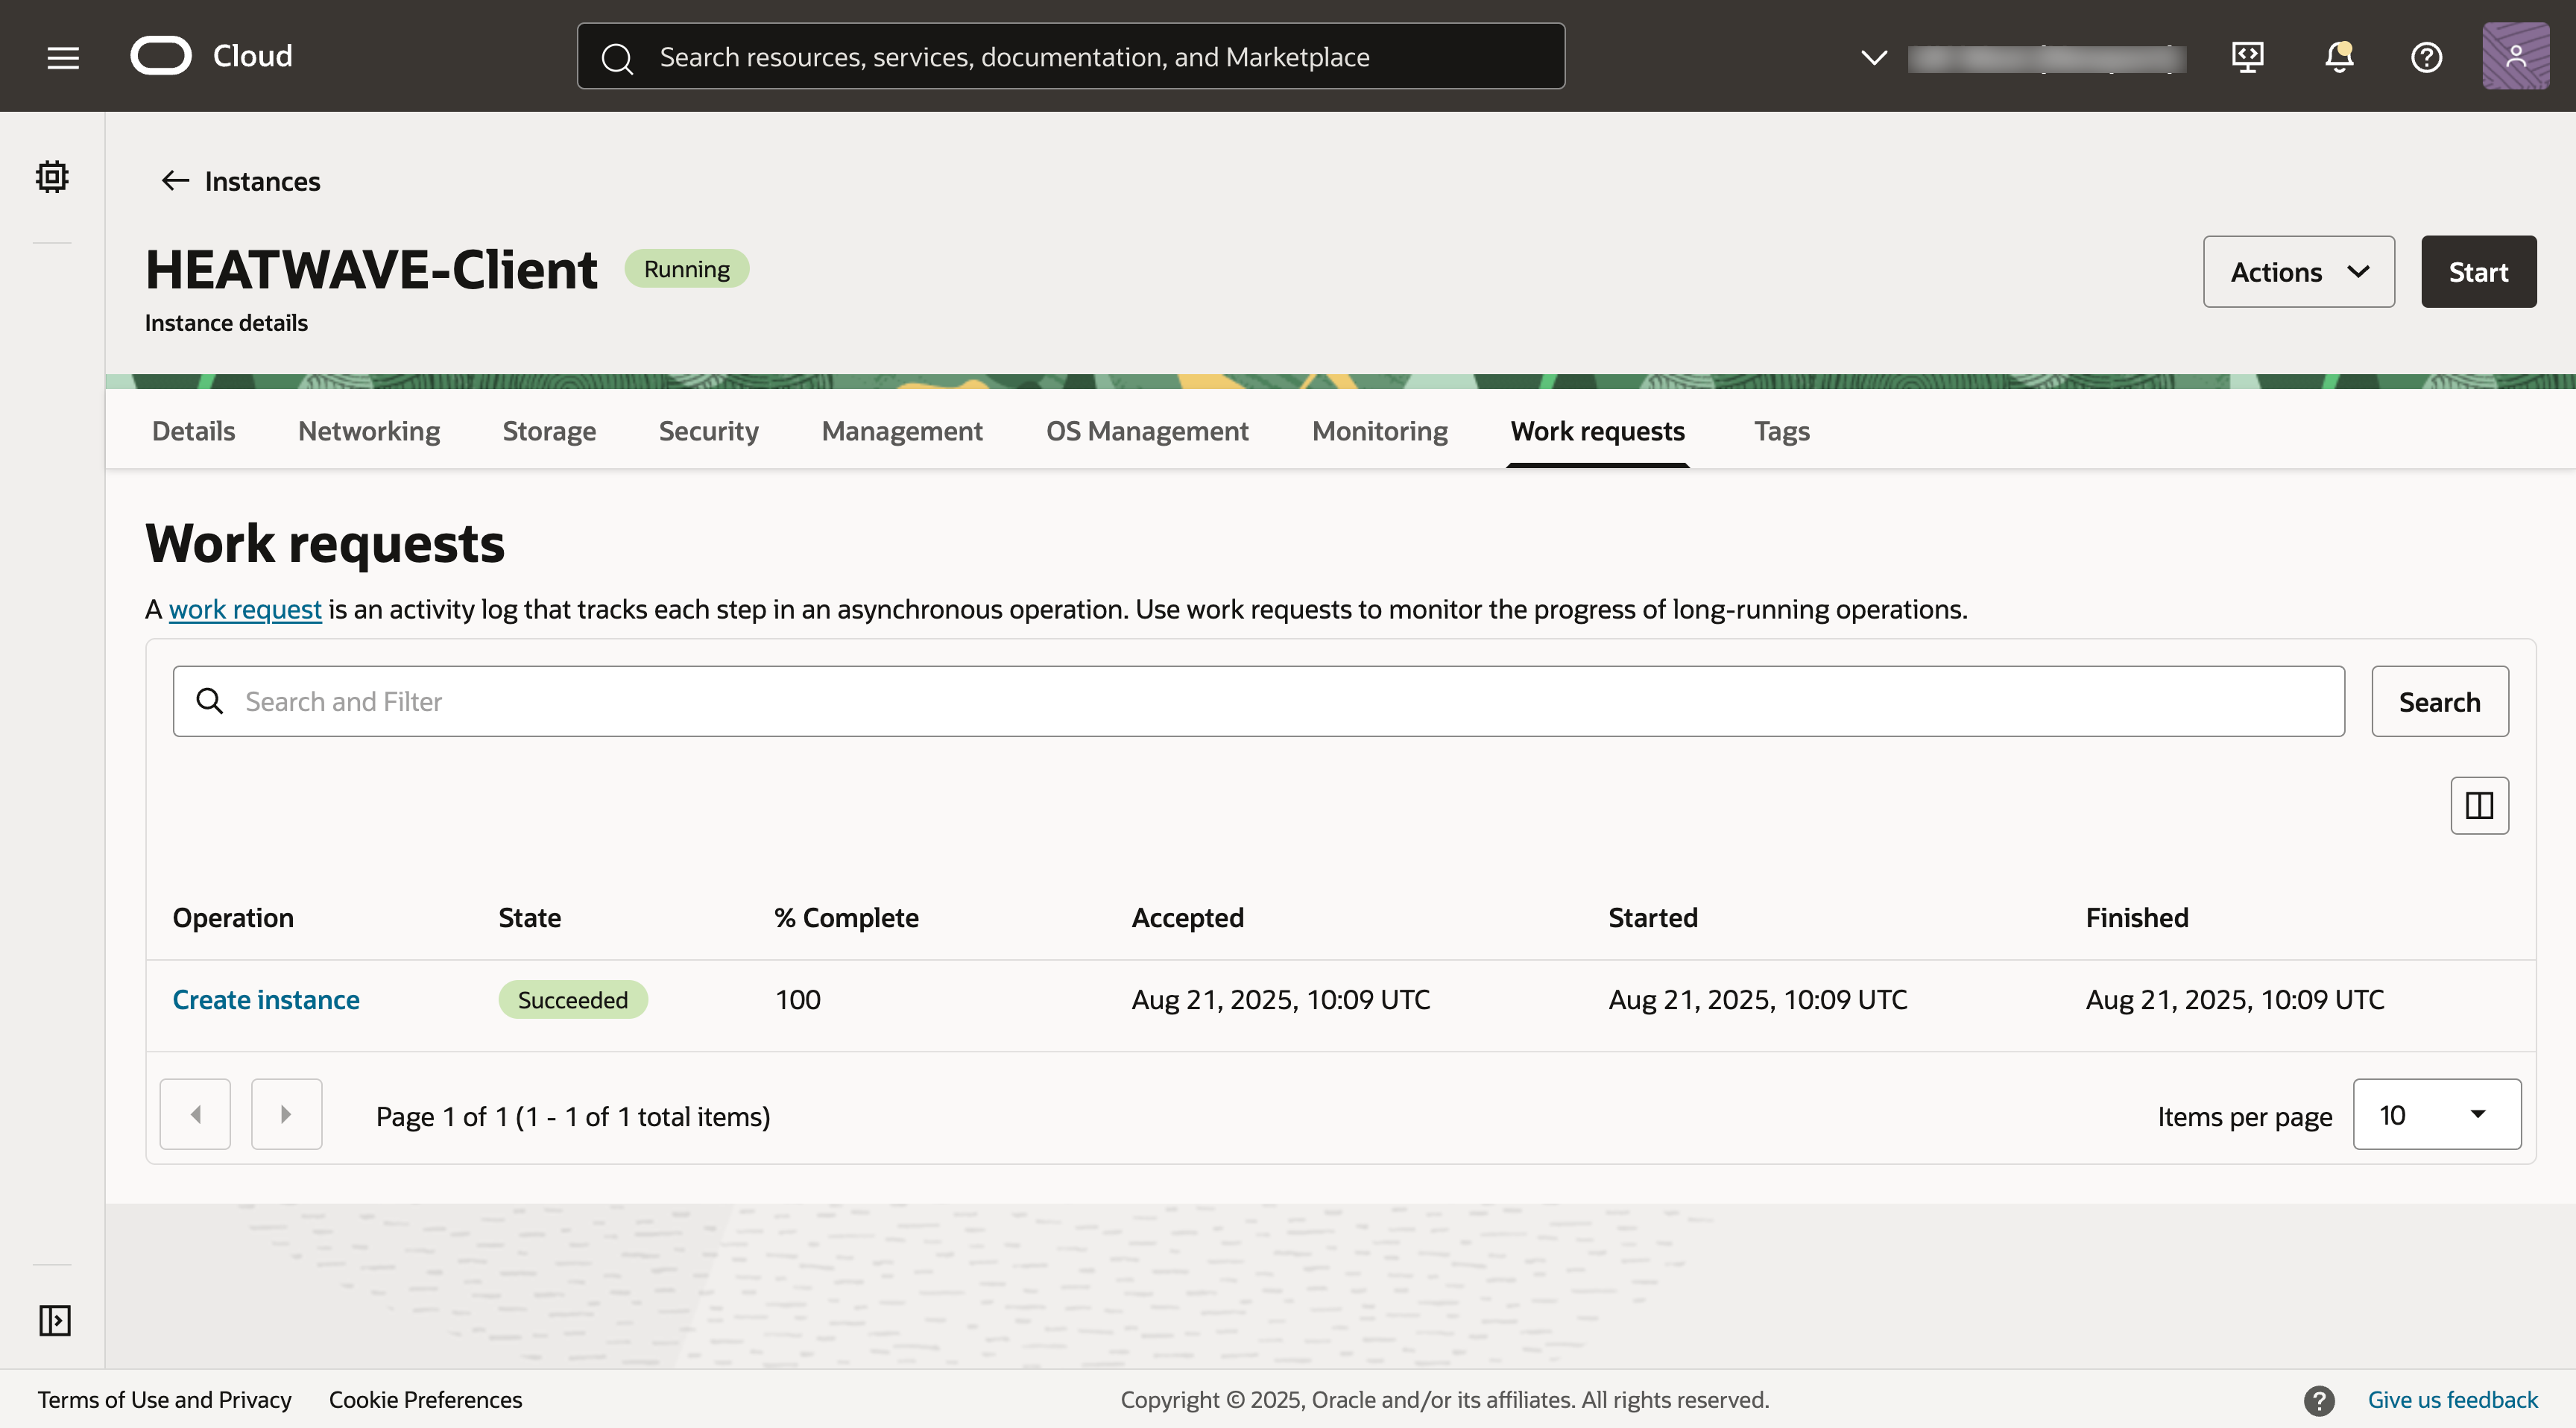 Cloud
Search resources, services, documentation, and Marketplace
Instances
HEATWAVE-Client
Running
Actions
Start
Instance details
Details
Networking
Storage
Security
Management
OS Management
Monitoring
Work requests
Tags
Work requests
A work request is an activity log that tracks each step in an asynchronous operation. Use work requests to monitor the progress of long-running operations.
Search and Filter
Search
Operation
State
% Complete
Accepted
Started
Finished
Create instance
Succeeded
100
Aug 21, 2025, 10:09 UTC
Aug 21, 2025, 10:09 UTC
Aug 21, 2025, 10:09 UTC
Page 1 of 1 (1 - 1 of 1 total items)
Items per page
10
Terms of Use and Privacy
Cookie Preferences
Copyright © 2025, Oracle and/or its affiliates. All rights reserved.
Give us feedback